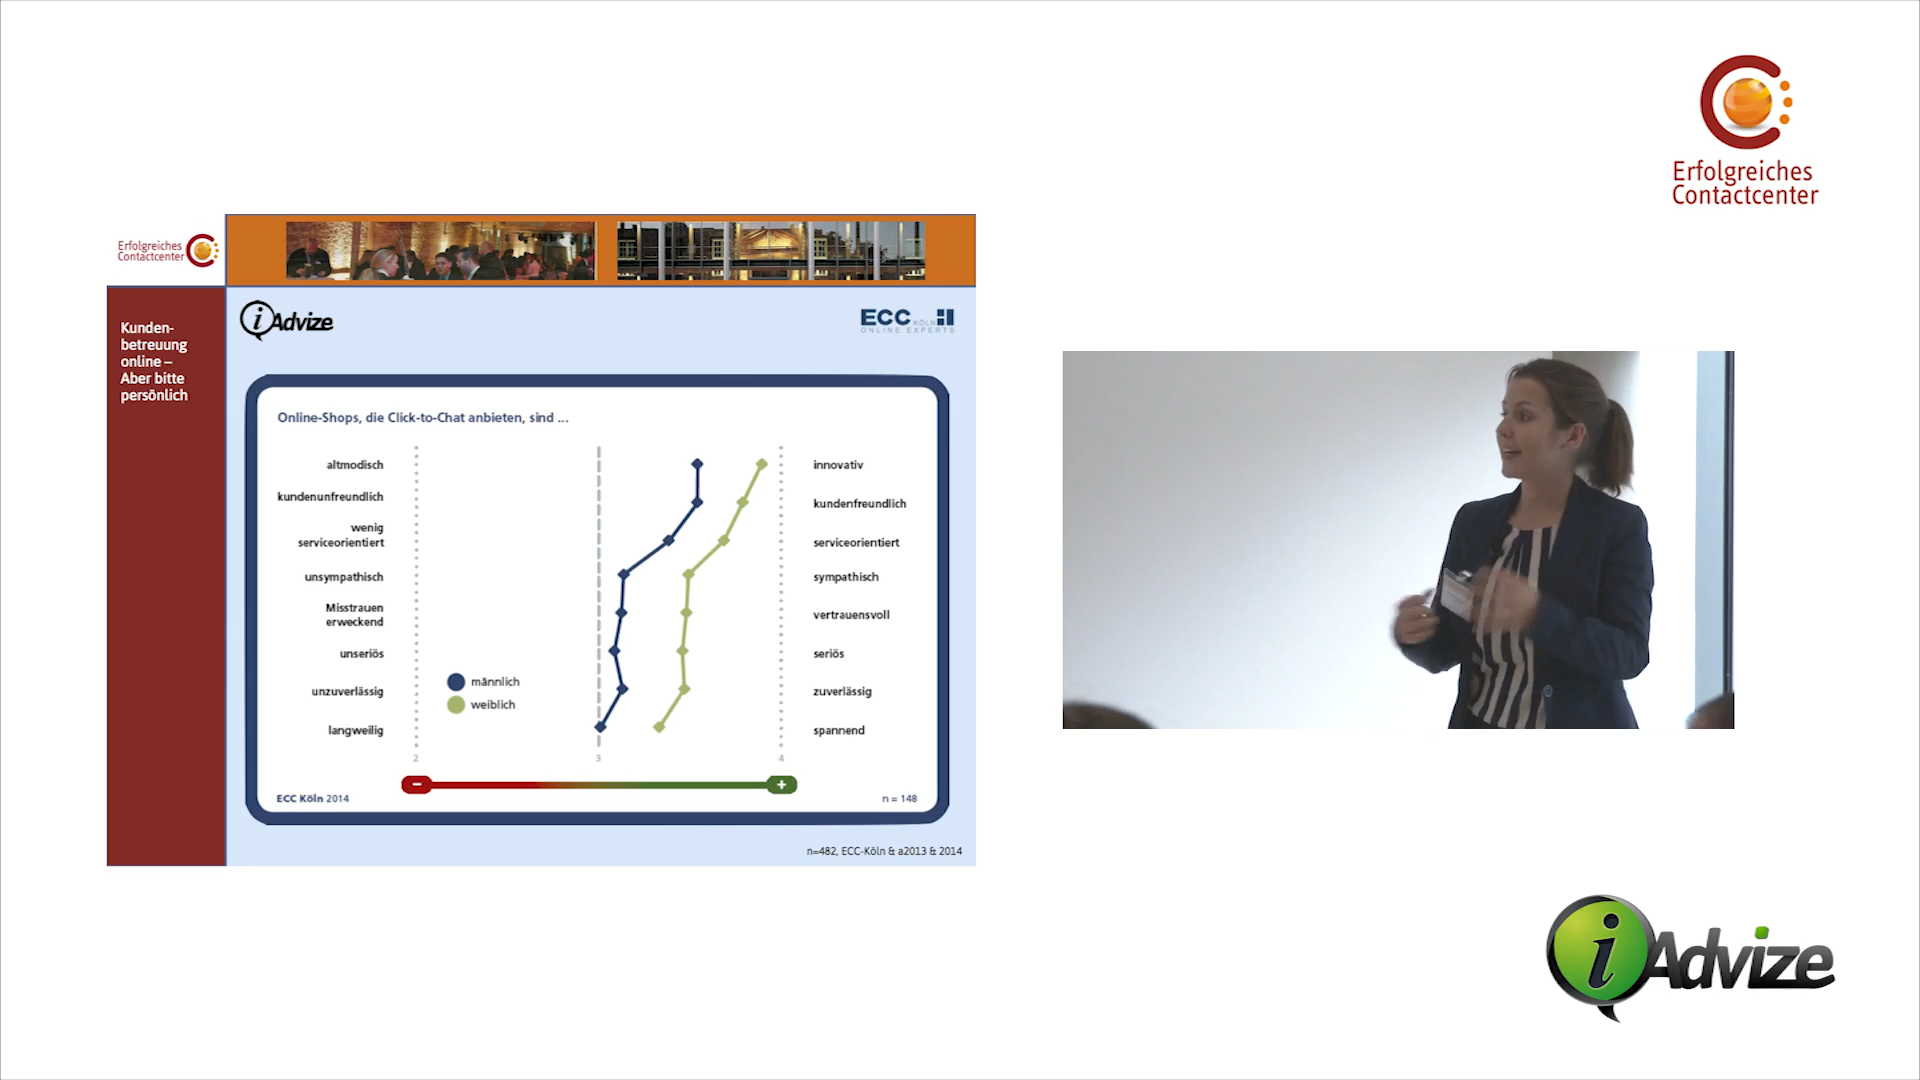 Erfolgreiches
Contactcenter
Erfolgreiches
Contactcenter
Kunden-
betreuung
online –
Aber bitte
persönlich
iAdvize
ECC KÖLN
ONLINE EXPERTS
Online-Shops, die Click-to-Chat anbieten, sind ...
altmodisch
innovativ
kundenunfreundlich
kundenfreundlich
wenig
serviceorientiert
serviceorientiert
unsympathisch
sympathisch
Misstrauen
erweckend
vertrauensvoll
unseriös
seriös
männlich
weiblich
unzuverlässig
zuverlässig
langweilig
spannend
2
3
4
–
+
ECC Köln 2014
n = 148
n=482, ECC-Köln & a2013 & 2014
iAdvize